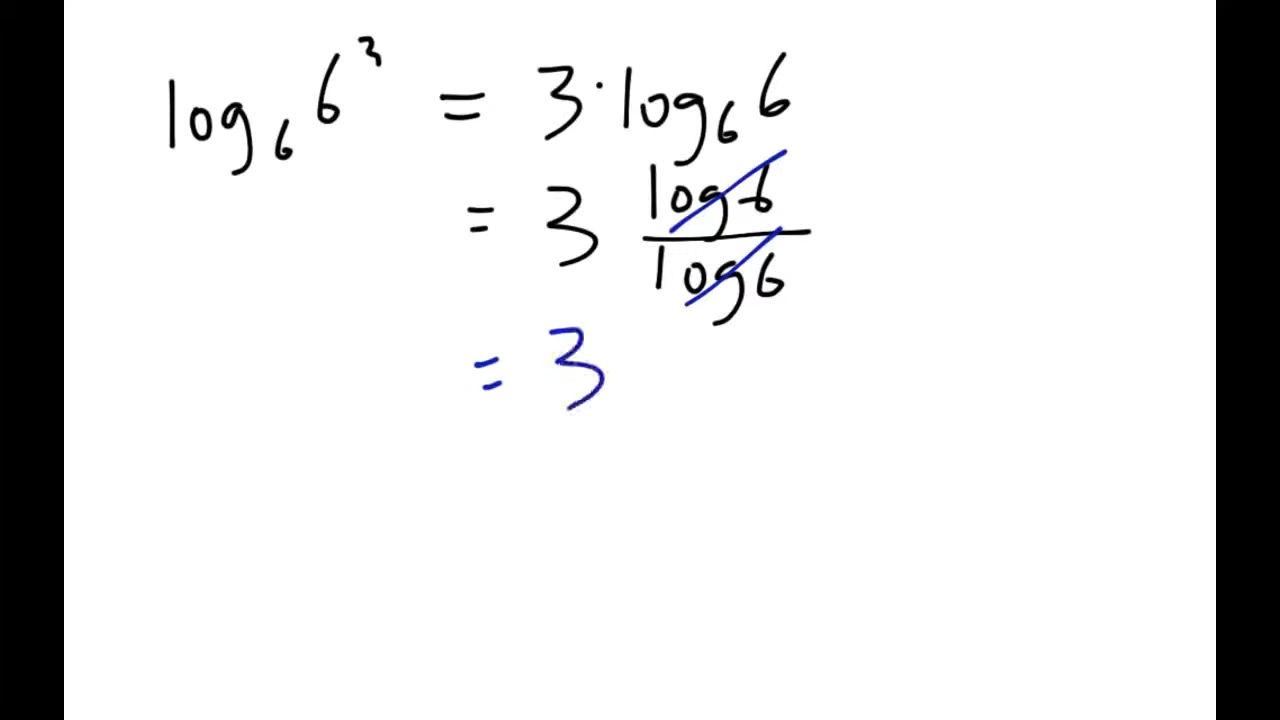 log₆ 6³ = 3 · log₆ 6
= 3 log 6 / log 6
= 3